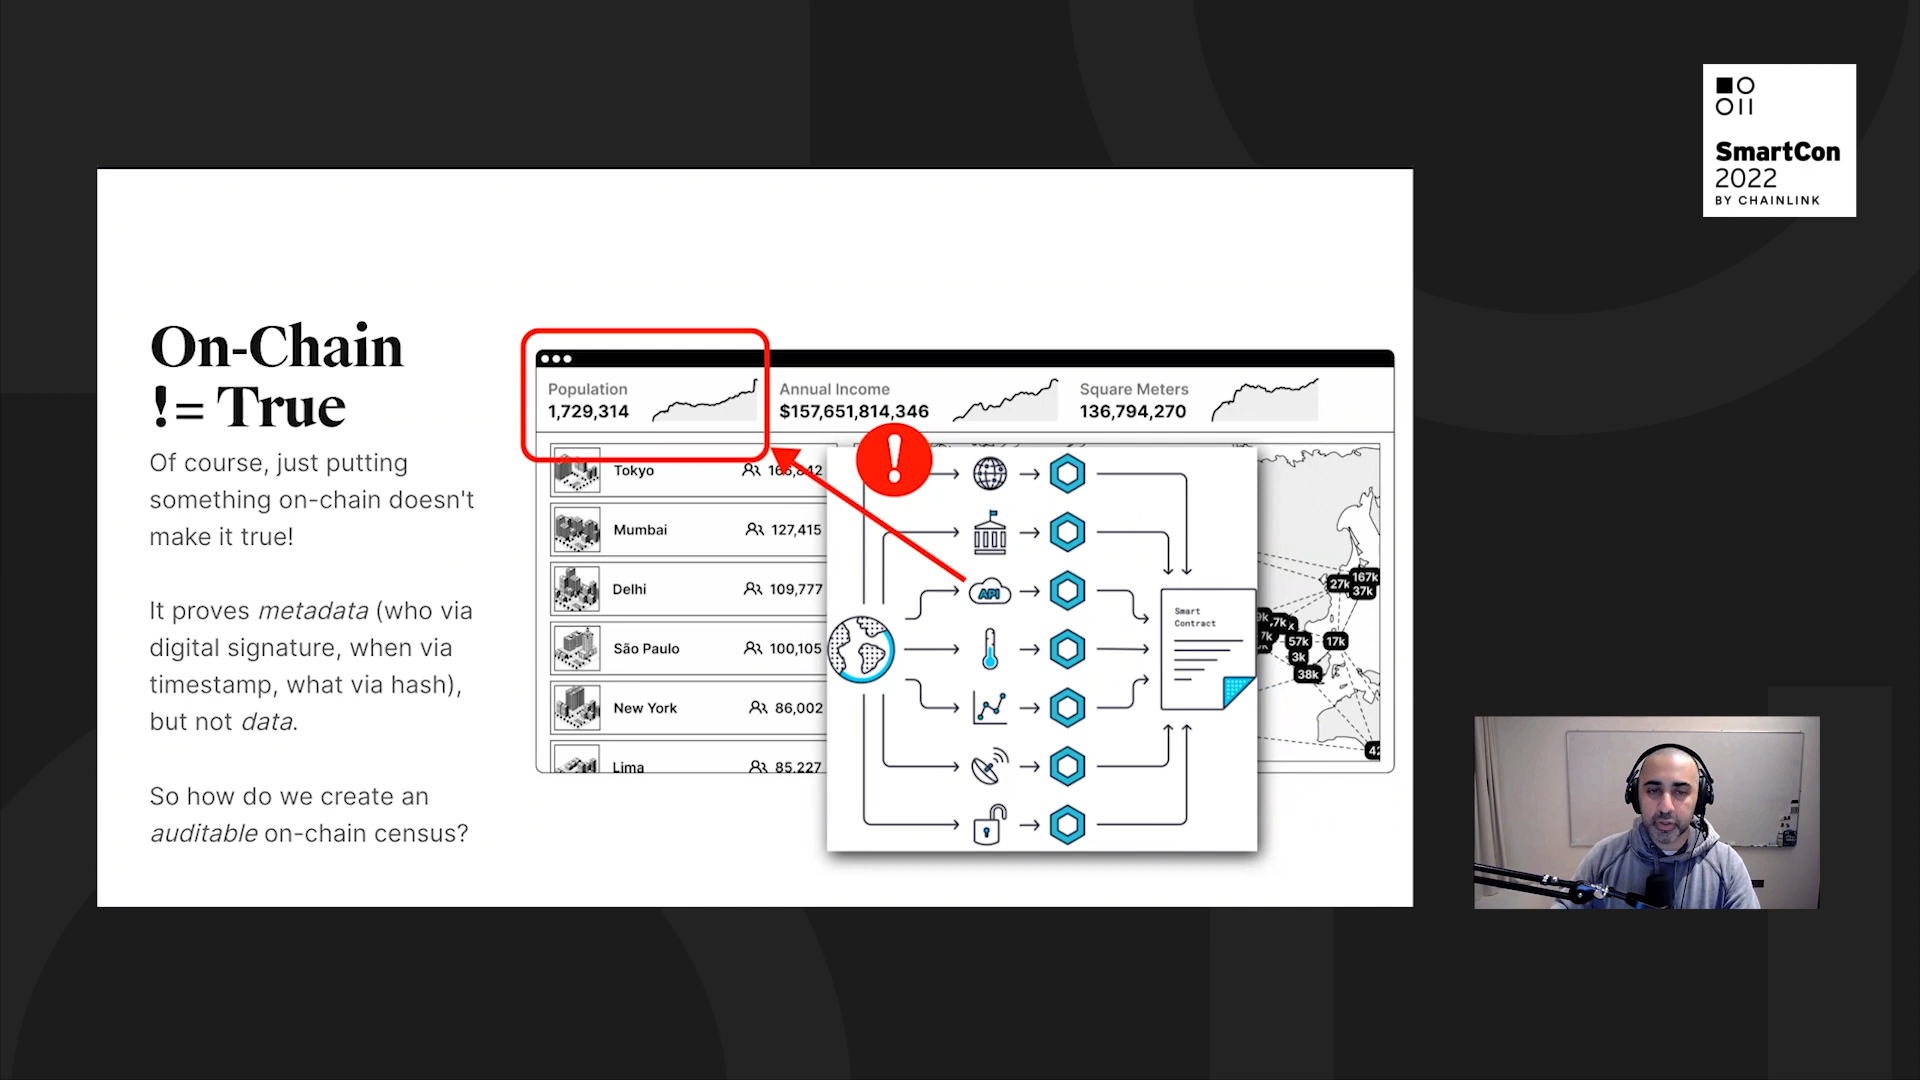 SmartCon
2022
BY CHAINLINK
On-Chain
!= True
Of course, just putting
something on-chain doesn't
make it true!
It proves metadata (who via
digital signature, when via
timestamp, what via hash),
but not data.
So how do we create an
auditable on-chain census?
Population
1,729,314
Annual Income
$157,651,814,346
Square Meters
136,794,270
Tokyo
Mumbai 127,415
Delhi 109,777
São Paulo 100,105
New York 86,002
Lima 85,227
!
API
Smart
Contract
27k
167k
37k
57k
17k
3k
38k